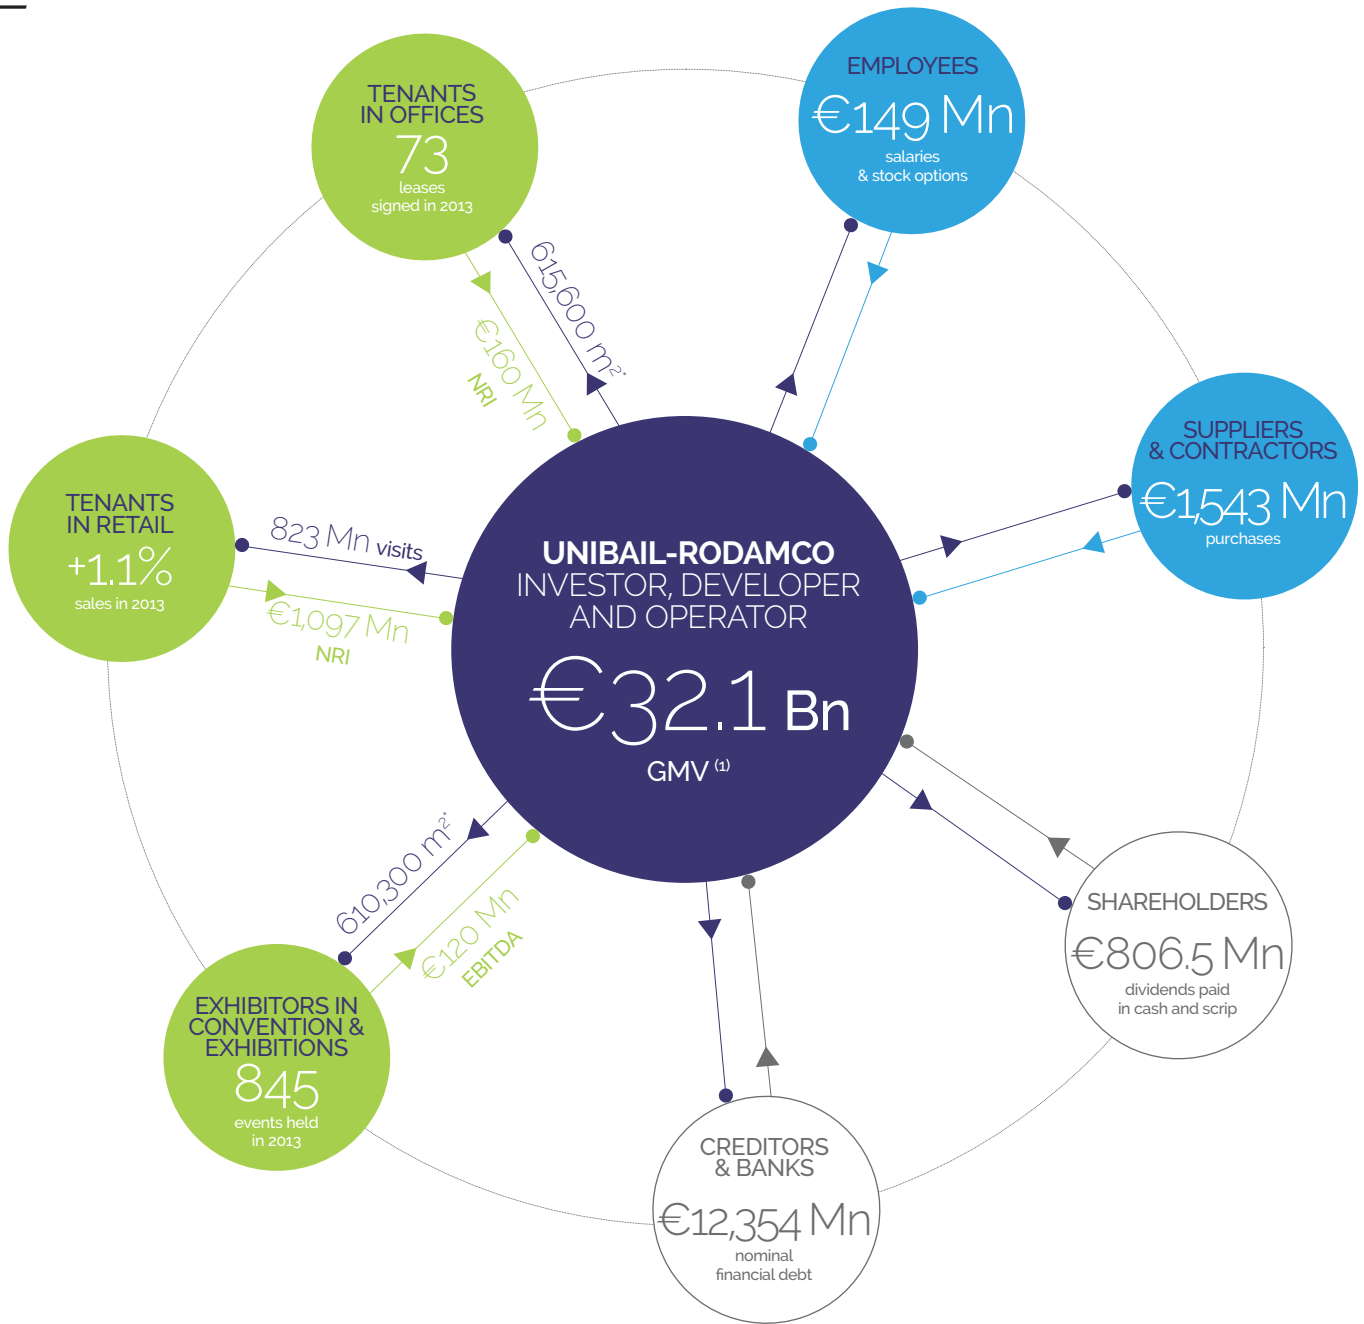 TENANTS
IN OFFICES
73
leases
signed in 2013
EMPLOYEES
€149 Mn
salaries
& stock options
615,600 m²*
€160 Mn
NRI
SUPPLIERS
& CONTRACTORS
€1,543 Mn
purchases
TENANTS
IN RETAIL
+1.1%
sales in 2013
823 Mn visits
€1,097 Mn
NRI
UNIBAIL-RODAMCO
INVESTOR, DEVELOPER
AND OPERATOR
€32.1 Bn
GMV (1)
610,300 m²*
€120 Mn
EBITDA
SHAREHOLDERS
€806.5 Mn
dividends paid
in cash and scrip
EXHIBITORS IN
CONVENTION &
EXHIBITIONS
845
events held
in 2013
CREDITORS
& BANKS
€12,354 Mn
nominal
financial debt